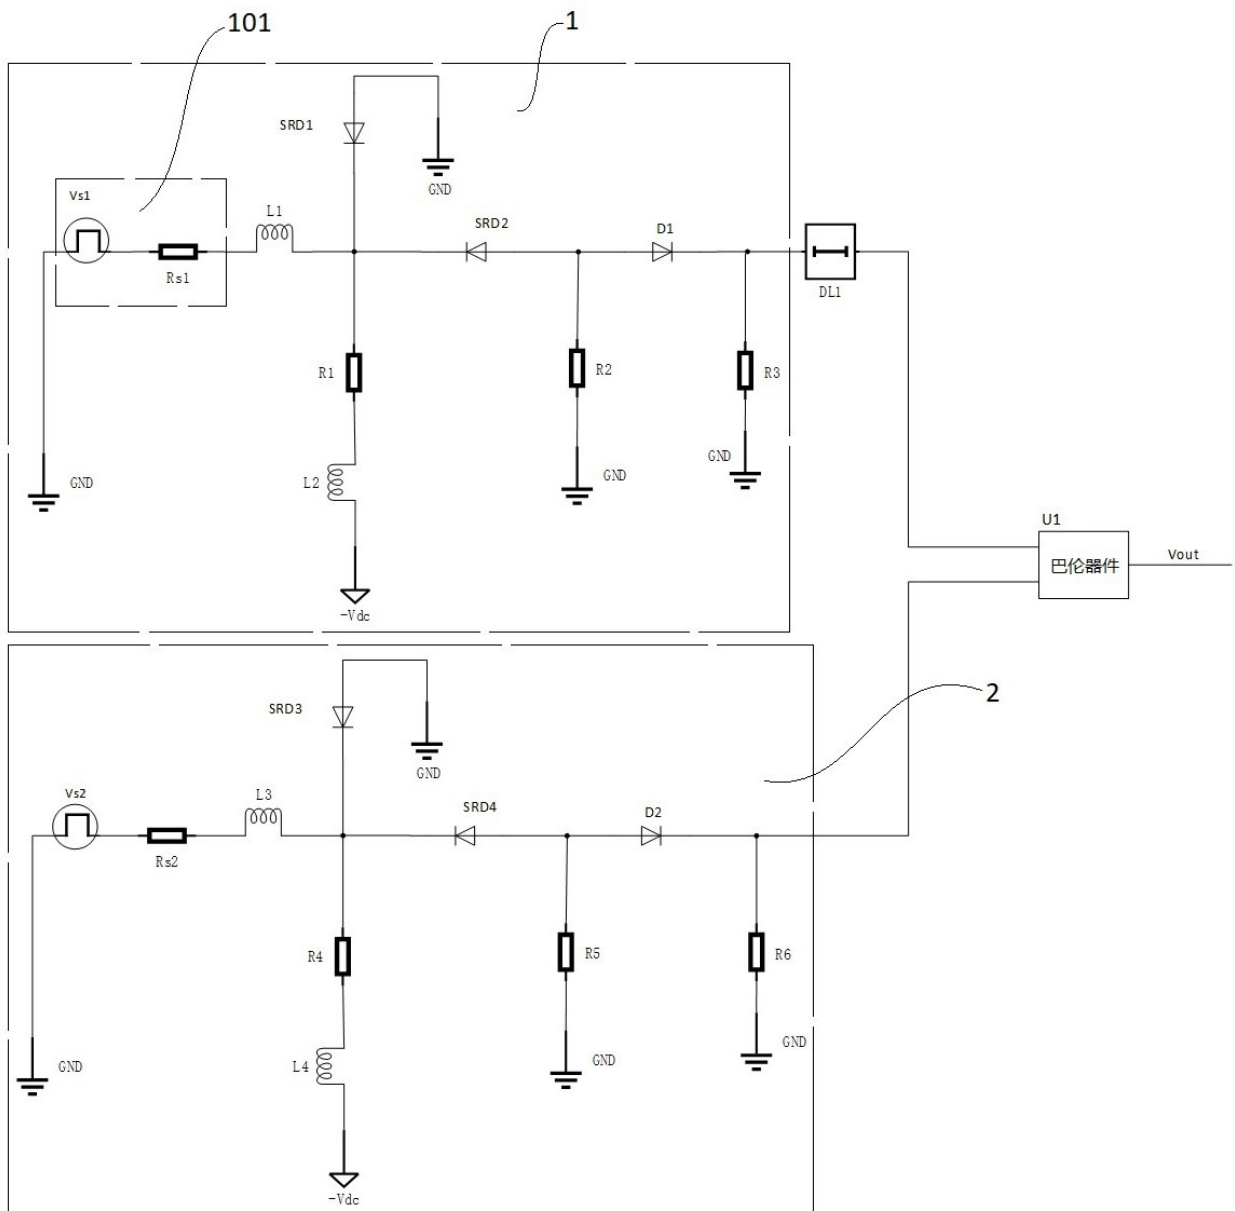 101
1
SRD1
GND
Vs1
L1
SRD2
D1
Rs1
DL1
R1
R2
R3
GND
L2
GND
GND
-Vdc
U1
巴伦器件
Vout
SRD3
GND
2
Vs2
L3
SRD4
D2
Rs2
R4
R5
R6
GND
L4
GND
GND
-Vdc